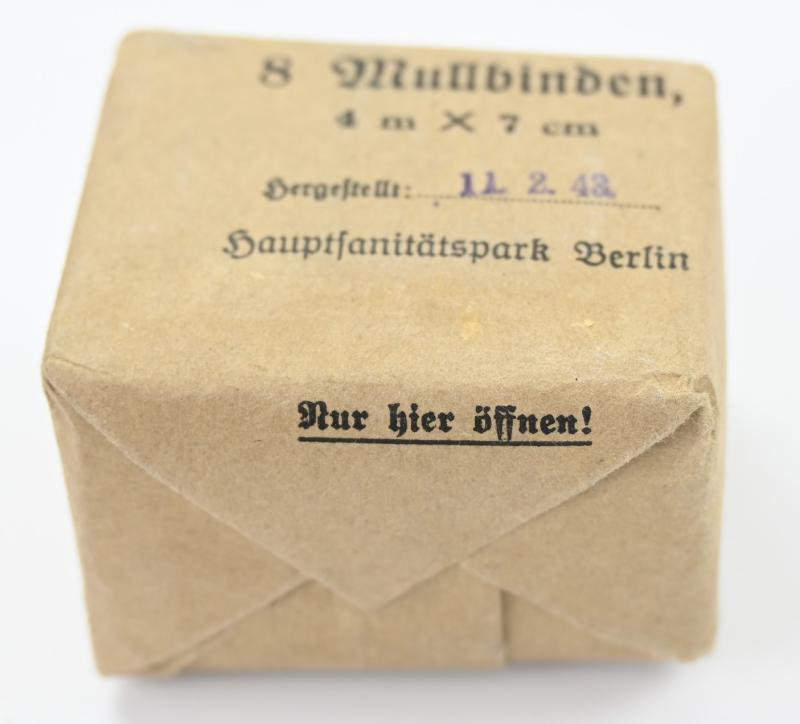 8 Mullbinden,
4 m X 7 cm
Hergeſtellt: 11. 2. 43.
Hauptſanitätspark Berlin
Nur hier öffnen!